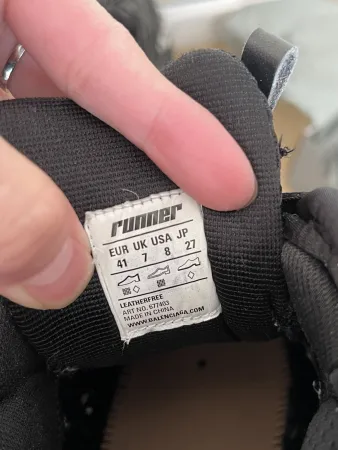 runner
EUR UK USA JP
41 7 8 27
LEATHERFREE
ART NO. 677403
MADE IN CHINA
WWW.BALENCIAGA.COM